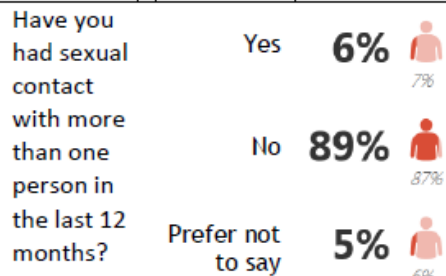 Have you
had sexual
contact
with more
than one
person in
the last 12
months?
Yes
6%
7%
No
89%
87%
Prefer not
to say
5%
6%